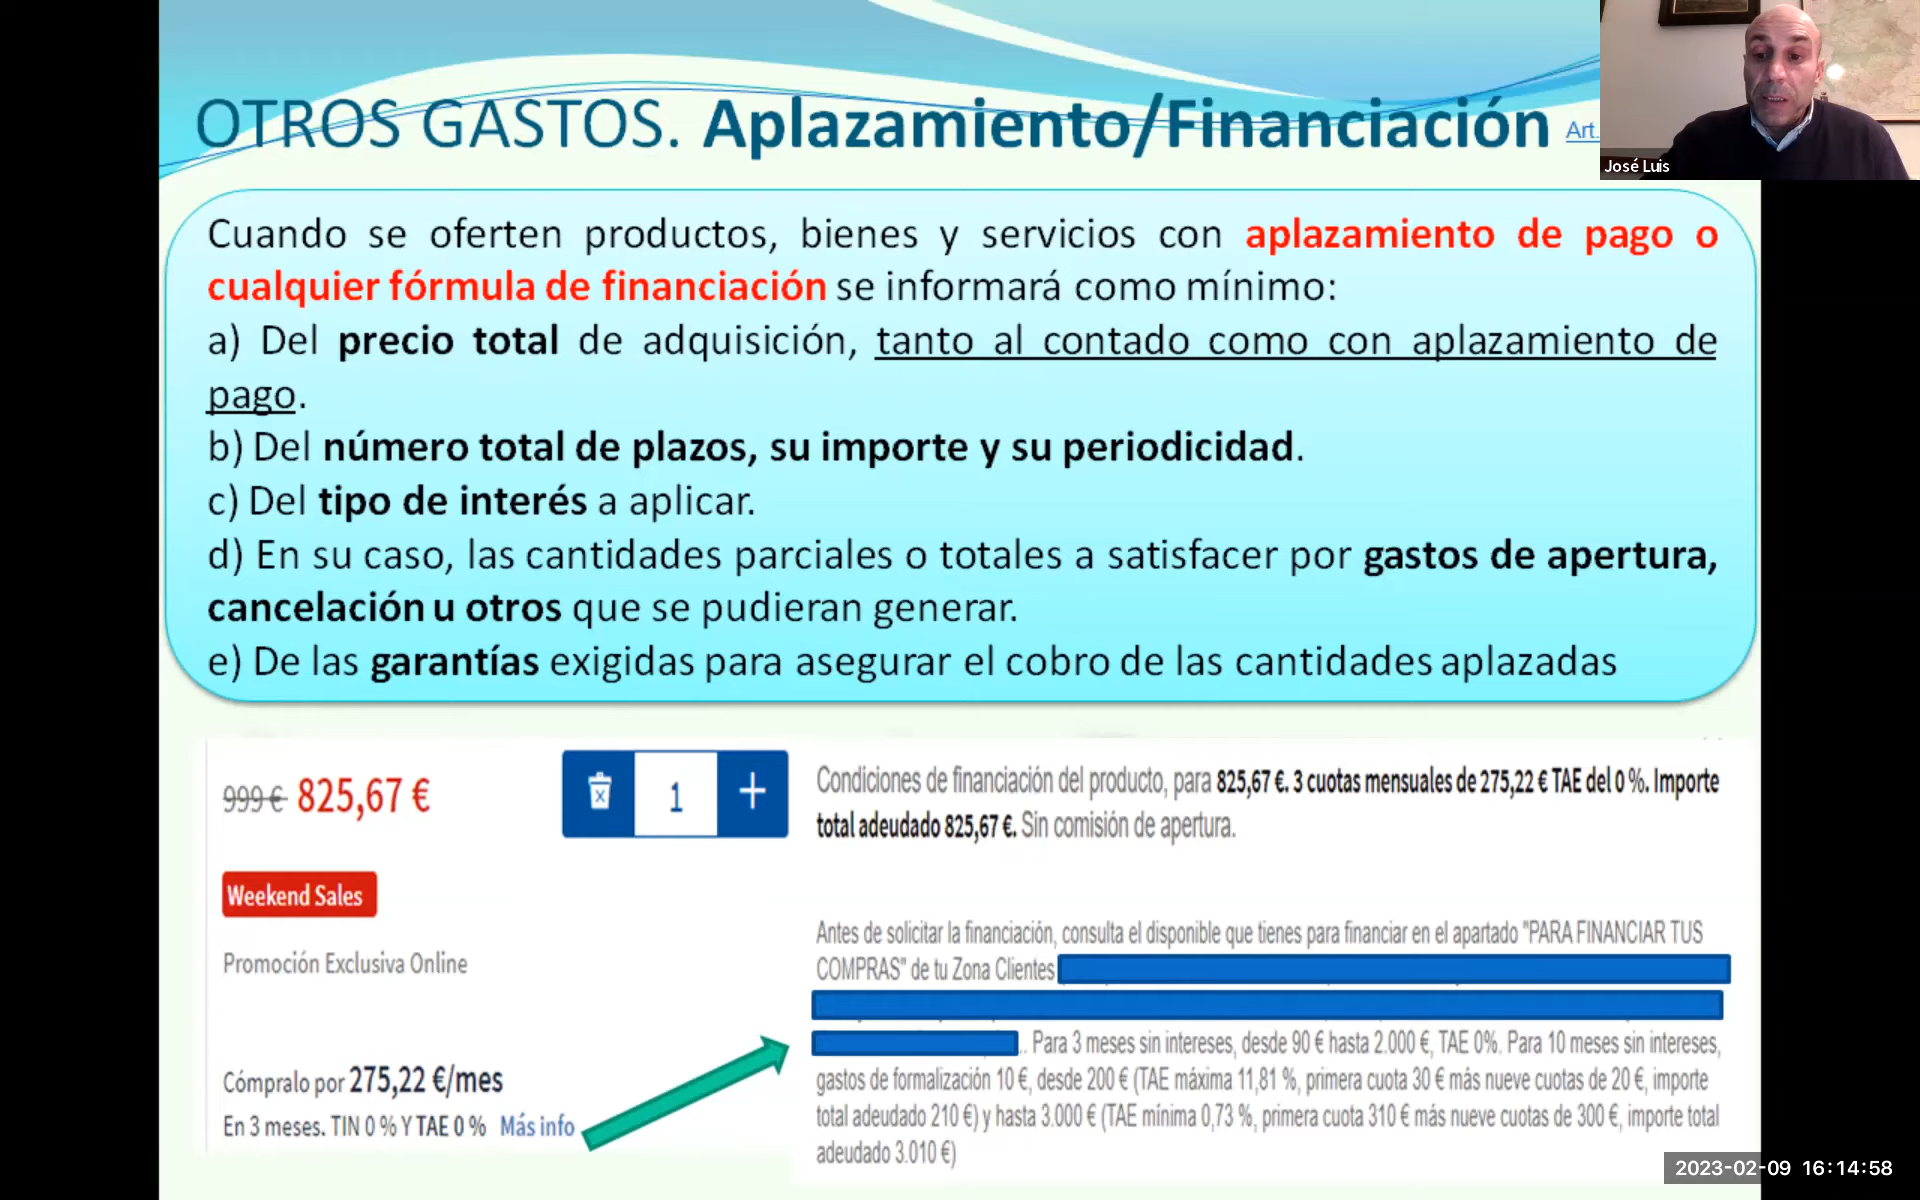 OTROS GASTOS. Aplazamiento/Financiación Art.
José Luis
Cuando se oferten productos, bienes y servicios con aplazamiento de pago o
cualquier fórmula de financiación se informará como mínimo:
a) Del precio total de adquisición, tanto al contado como con aplazamiento de
pago.
b) Del número total de plazos, su importe y su periodicidad.
c) Del tipo de interés a aplicar.
d) En su caso, las cantidades parciales o totales a satisfacer por gastos de apertura,
cancelación u otros que se pudieran generar.
e) De las garantías exigidas para asegurar el cobro de las cantidades aplazadas
999 € 825,67 €
1 +
Weekend Sales
Promoción Exclusiva Online
Cómpralo por 275,22 €/mes
En 3 meses. TIN 0 % Y TAE 0 % Más info
Condiciones de financiación del producto, para 825,67 €. 3 cuotas mensuales de 275,22 € TAE del 0 %. Importe
total adeudado 825,67 €. Sin comisión de apertura.
Antes de solicitar la financiación, consulta el disponible que tienes para financiar en el apartado "PARA FINANCIAR TUS
COMPRAS" de tu Zona Clientes
.. Para 3 meses sin intereses, desde 90 € hasta 2.000 €, TAE 0%. Para 10 meses sin intereses,
gastos de formalización 10 €, desde 200 € (TAE máxima 11,81 %, primera cuota 30 € más nueve cuotas de 20 €, importe
total adeudado 210 €) y hasta 3.000 € (TAE mínima 0,73 %, primera cuota 310 € más nueve cuotas de 300 €, importe total
adeudado 3.010 €)
2023-02-09 16:14:58